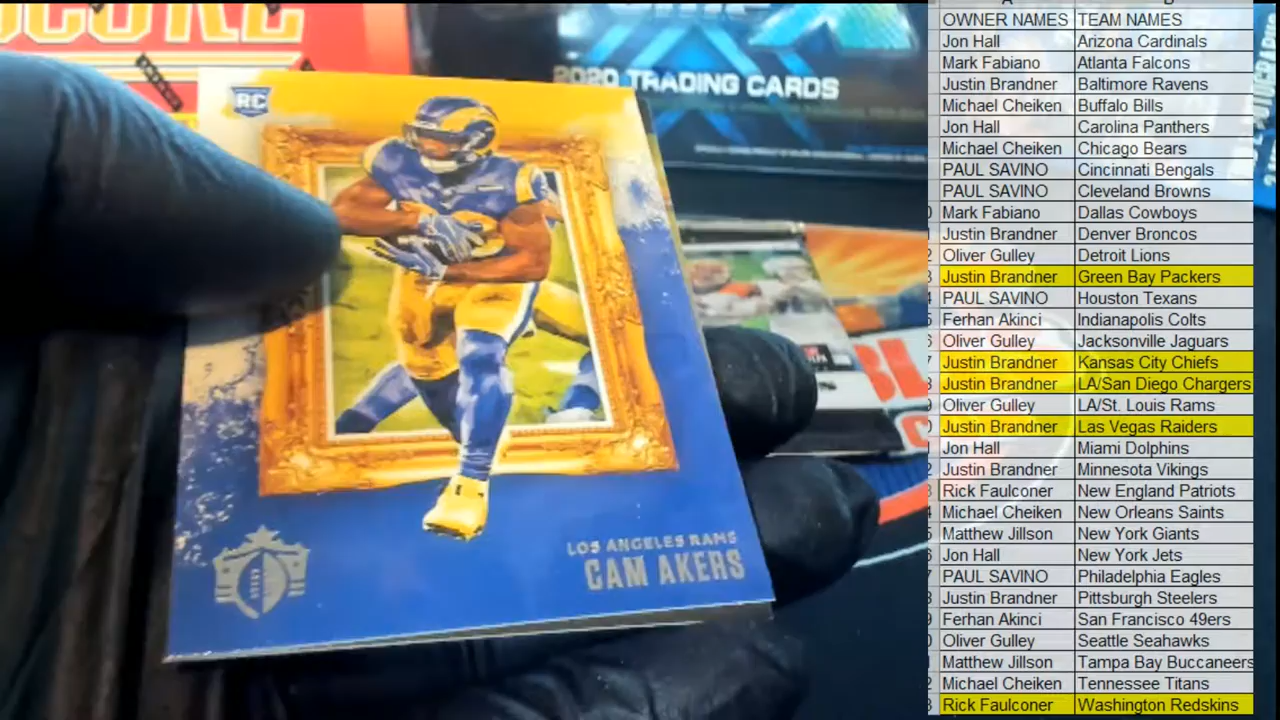 SCORE
2020 TRADING CARDS
RC
LOS ANGELES RAMS
CAM AKERS
BL
OWNER NAMES TEAM NAMES
Jon Hall Arizona Cardinals
Mark Fabiano Atlanta Falcons
Justin Brandner Baltimore Ravens
Michael Cheiken Buffalo Bills
Jon Hall Carolina Panthers
Michael Cheiken Chicago Bears
PAUL SAVINO Cincinnati Bengals
PAUL SAVINO Cleveland Browns
Mark Fabiano Dallas Cowboys
Justin Brandner Denver Broncos
Oliver Gulley Detroit Lions
Justin Brandner Green Bay Packers
PAUL SAVINO Houston Texans
Ferhan Akinci Indianapolis Colts
Oliver Gulley Jacksonville Jaguars
Justin Brandner Kansas City Chiefs
Justin Brandner LA/San Diego Chargers
Oliver Gulley LA/St. Louis Rams
Justin Brandner Las Vegas Raiders
Jon Hall Miami Dolphins
Justin Brandner Minnesota Vikings
Rick Faulconer New England Patriots
Michael Cheiken New Orleans Saints
Matthew Jillson New York Giants
Jon Hall New York Jets
PAUL SAVINO Philadelphia Eagles
Justin Brandner Pittsburgh Steelers
Ferhan Akinci San Francisco 49ers
Oliver Gulley Seattle Seahawks
Matthew Jillson Tampa Bay Buccaneers
Michael Cheiken Tennessee Titans
Rick Faulconer Washington Redskins